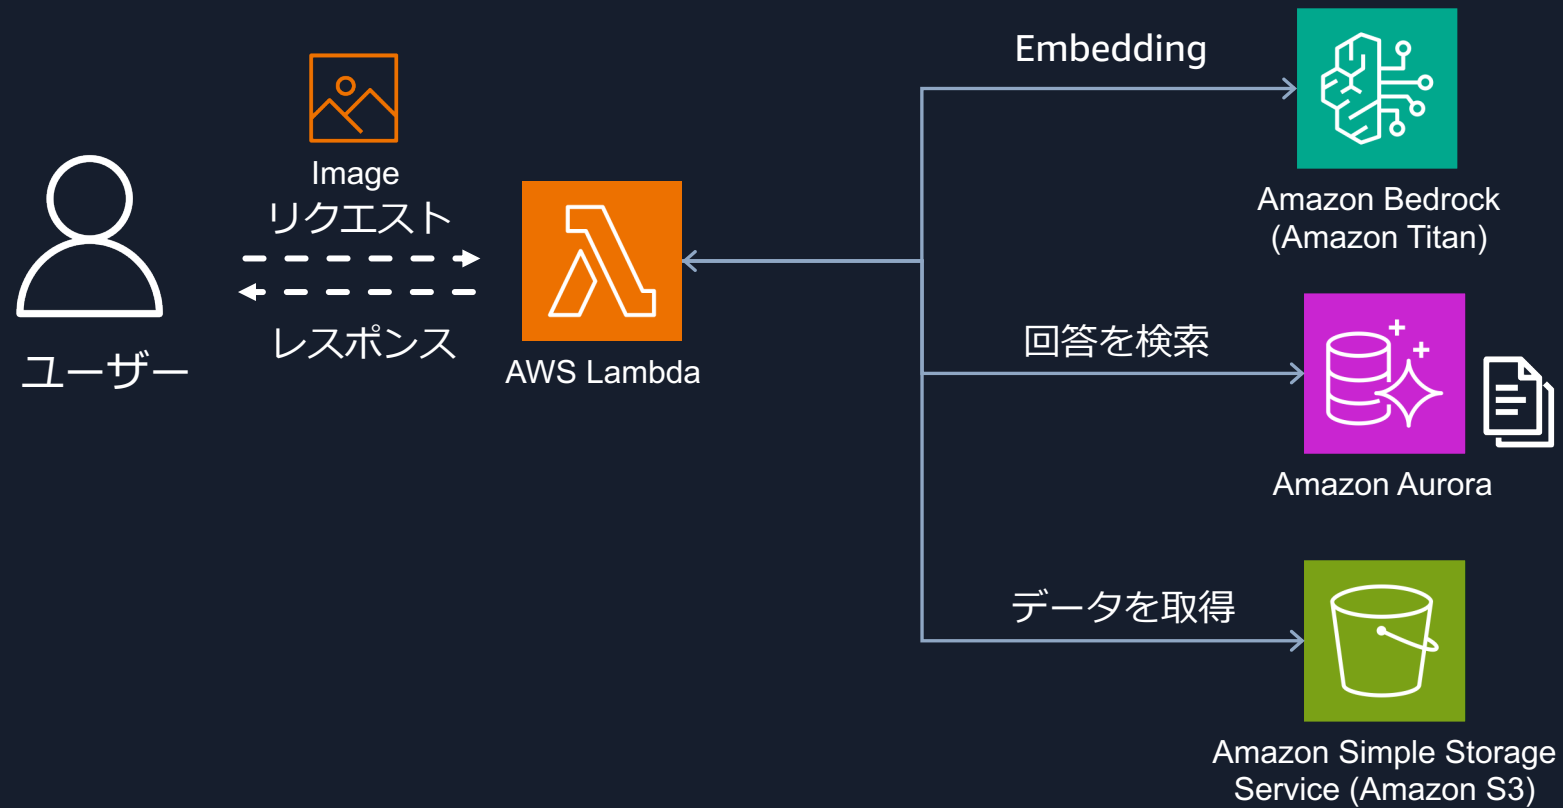 Image
リクエスト
レスポンス
ユーザー
AWS Lambda
Embedding
Amazon Bedrock
(Amazon Titan)
回答を検索
Amazon Aurora
データを取得
Amazon Simple Storage
Service (Amazon S3)